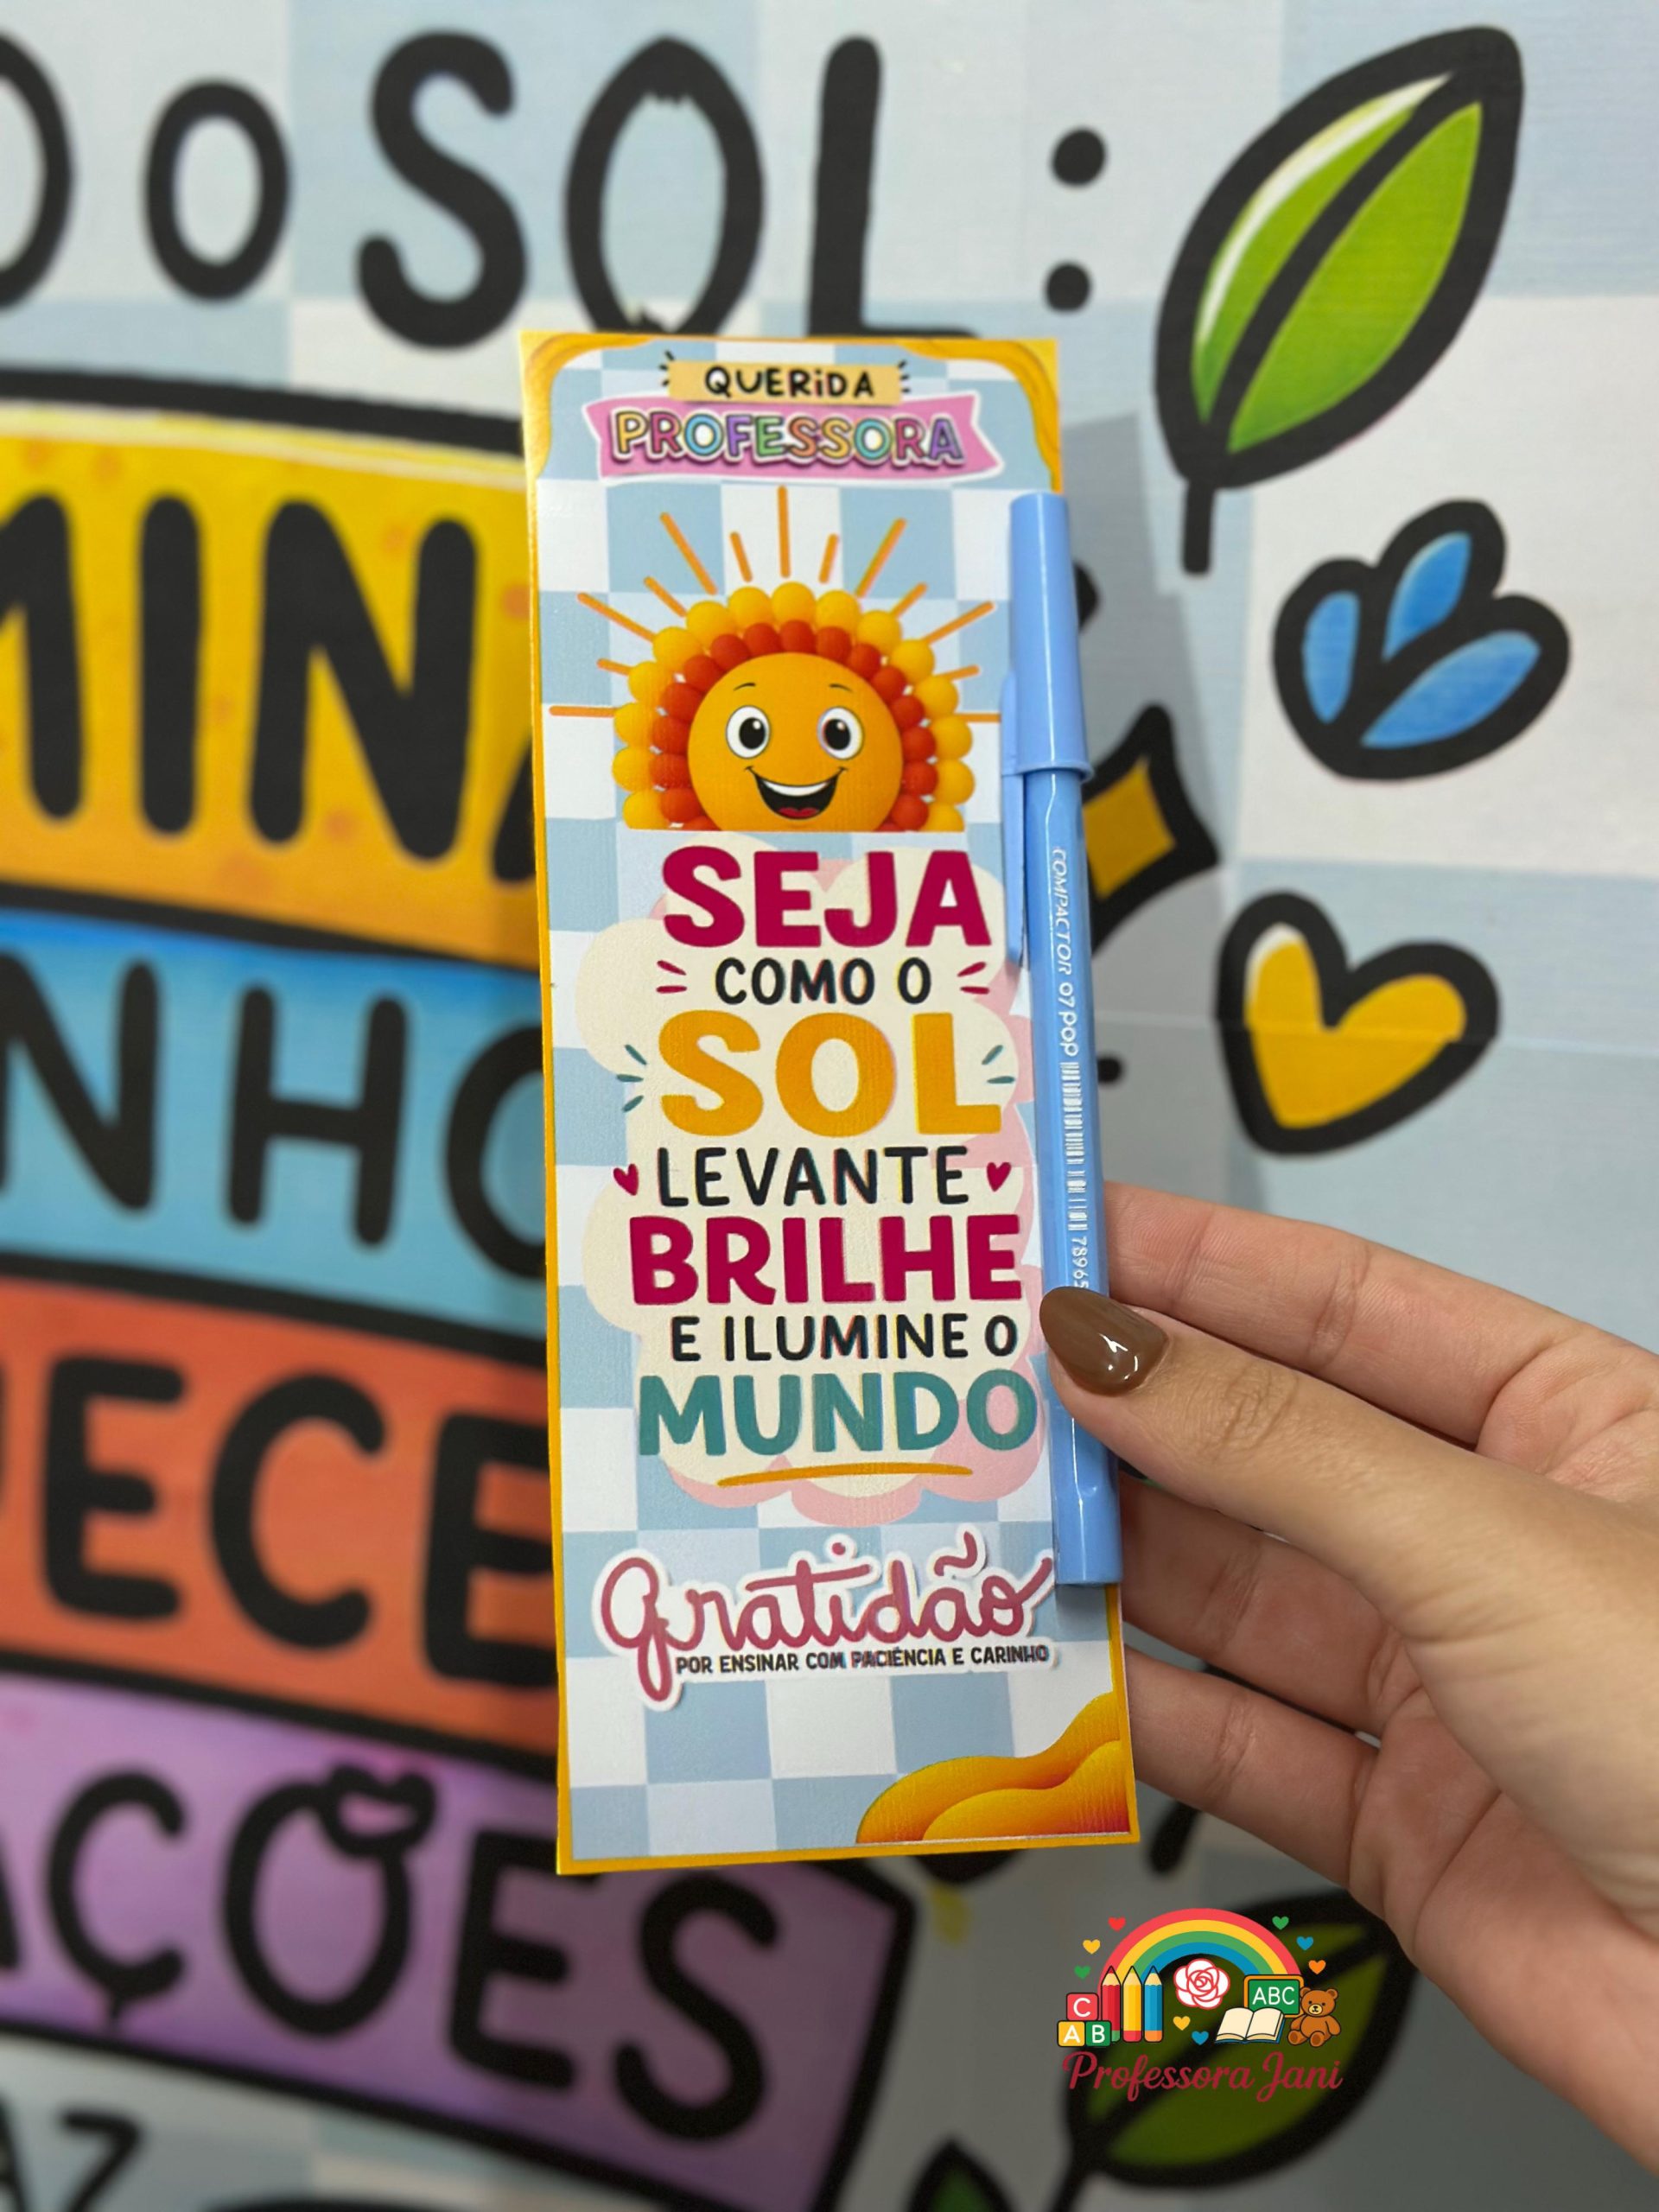 O SOL:
QUERIDA
PROFESSORA
SEJA
COMO O
SOL
LEVANTE
BRILHE
E ILUMINE O
MUNDO
gratidão
POR ENSINAR COM PACIÊNCIA E CARINHO
COMPACTOR 07 POP
ABC
C
A B
Professora Jani